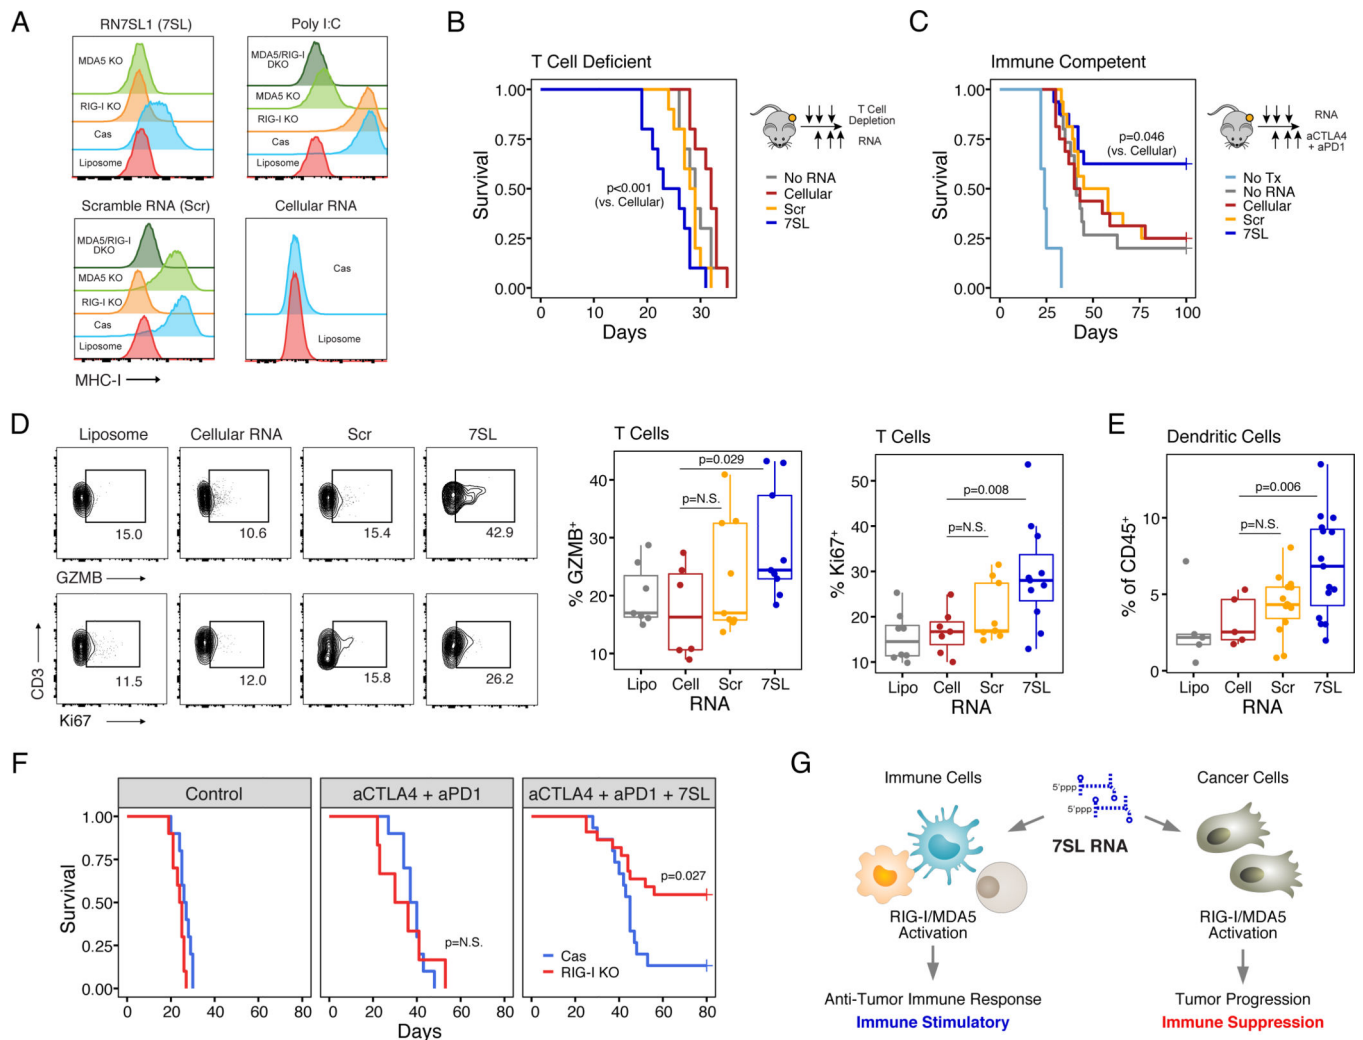 A
RN7SL1 (7SL)
MDA5 KO
RIG-I KO
Cas
Liposome
Poly I:C
MDA5/RIG-I
DKO
MDA5 KO
RIG-I KO
Cas
Liposome
Scramble RNA (Scr)
MDA5/RIG-I
DKO
MDA5 KO
RIG-I KO
Cas
Liposome
Cellular RNA
Cas
Liposome
MHC-I
B
T Cell Deficient
Survival
1.00
0.75
0.50
0.25
0.00
p<0.001
(vs. Cellular)
0 10 20 30
Days
T Cell
Depletion
RNA
No RNA
Cellular
Scr
7SL
C
Immune Competent
Survival
1.00
0.75
0.50
0.25
0.00
p=0.046
(vs. Cellular)
0 25 50 75 100
Days
RNA
aCTLA4
+ aPD1
No Tx
No RNA
Cellular
Scr
7SL
D
Liposome Cellular RNA Scr 7SL
15.0 10.6 15.4 42.9
GZMB
11.5 12.0 15.8 26.2
CD3
Ki67
T Cells
% GZMB+
40
30
20
10
p=0.029
p=N.S.
Lipo Cell Scr 7SL
RNA
T Cells
% Ki67+
50
40
30
20
10
p=0.008
p=N.S.
Lipo Cell Scr 7SL
RNA
E
Dendritic Cells
% of CD45+
10
5
0
p=0.006
p=N.S.
Lipo Cell Scr 7SL
RNA
F
Control aCTLA4 + aPD1 aCTLA4 + aPD1 + 7SL
Survival
1.00
0.75
0.50
0.25
0.00
p=N.S.
p=0.027
Cas
RIG-I KO
0 20 40 60 80 0 20 40 60 80 0 20 40 60 80
Days
G
Immune Cells
5'ppp
5'ppp
7SL RNA
Cancer Cells
RIG-I/MDA5
Activation
RIG-I/MDA5
Activation
Anti-Tumor Immune Response
Immune Stimulatory
Tumor Progression
Immune Suppression